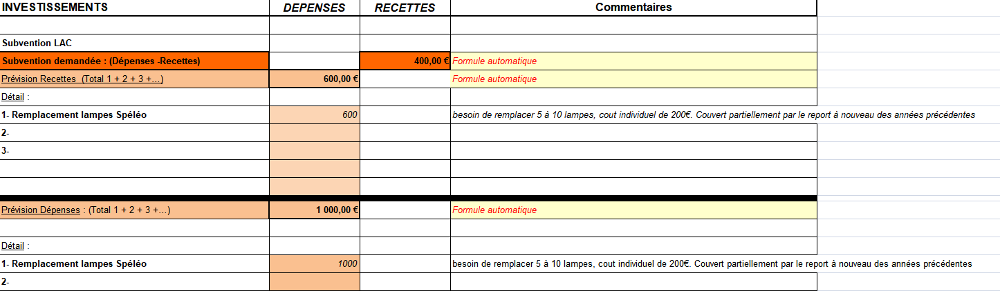 INVESTISSEMENTS DEPENSES RECETTES Commentaires
Subvention LAC
Subvention demandée : (Dépenses -Recettes) 400,00 € Formule automatique
Prévision Recettes (Total 1 + 2 + 3 +…) 600,00 € Formule automatique
Détail :
1- Remplacement lampes Spéléo 600 besoin de remplacer 5 à 10 lampes, cout individuel de 200€. Couvert partiellement par le report à nouveau des années précédentes
2-
3-
Prévision Dépenses : (Total 1 + 2 + 3 +…) 1 000,00 € Formule automatique
Détail :
1- Remplacement lampes Spéléo 1000 besoin de remplacer 5 à 10 lampes, cout individuel de 200€. Couvert partiellement par le report à nouveau des années précédentes
2-